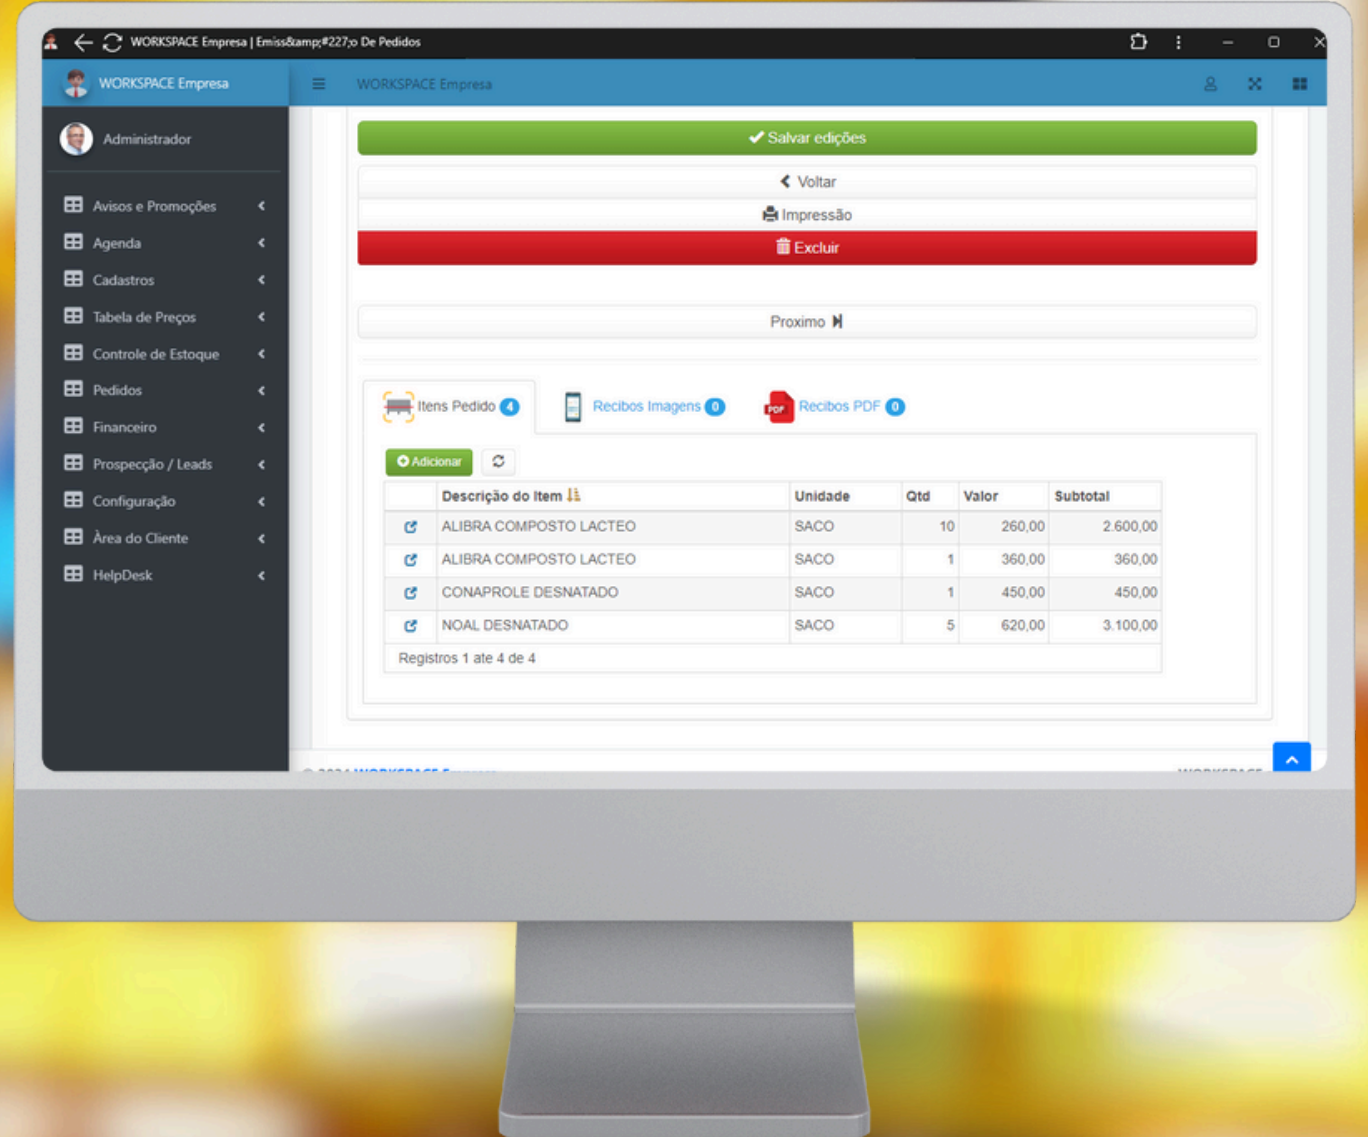 WORKSPACE Empresa | Emiss&amp;#227;o De Pedidos
WORKSPACE Empresa
WORKSPACE Empresa
Administrador
Avisos e Promoções
Agenda
Cadastros
Tabela de Preços
Controle de Estoque
Pedidos
Financeiro
Prospecção / Leads
Configuração
Àrea do Cliente
HelpDesk
Salvar edições
Voltar
Impressão
Excluir
Proximo
Itens Pedido 4
Recibos Imagens 0
PDF Recibos PDF 0
Adicionar
Descrição do Item Unidade Qtd Valor Subtotal
ALIBRA COMPOSTO LACTEO SACO 10 260,00 2.600,00
ALIBRA COMPOSTO LACTEO SACO 1 360,00 360,00
CONAPROLE DESNATADO SACO 1 450,00 450,00
NOAL DESNATADO SACO 5 620,00 3.100,00
Registros 1 ate 4 de 4
WORKSPACE